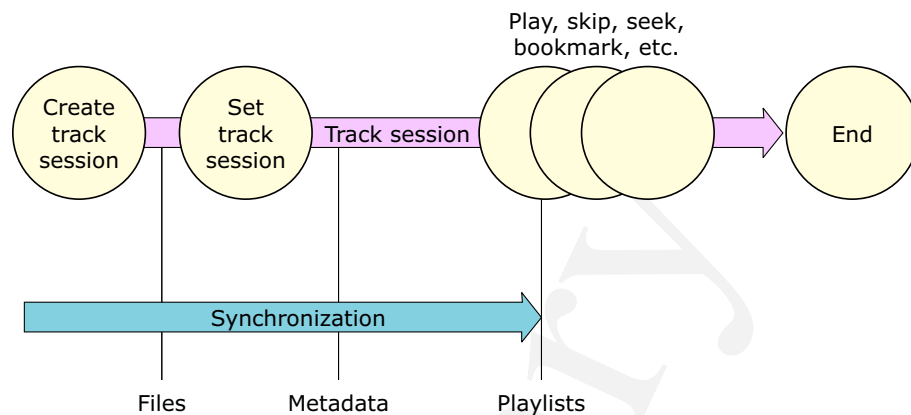 Play, skip, seek,
bookmark, etc.
Create
track
session
Set
track
session
Track session
End
Synchronization
Files
Metadata
Playlists